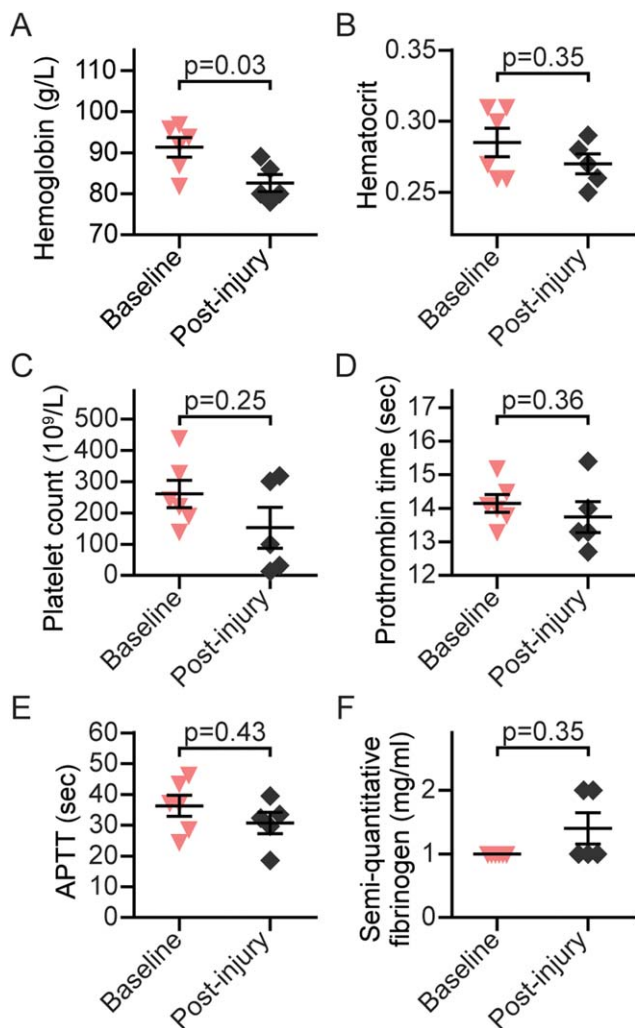 A
Hemoglobin (g/L)
110
100
90
80
70
p=0.03
Baseline
Post-injury
B
Hematocrit
0.35
0.30
0.25
p=0.35
Baseline
Post-injury
C
Platelet count (10⁹/L)
500
400
300
200
100
0
p=0.25
Baseline
Post-injury
D
Prothrombin time (sec)
17
16
15
14
13
12
p=0.36
Baseline
Post-injury
E
APTT (sec)
60
50
40
30
20
10
0
p=0.43
Baseline
Post-injury
F
Semi-quantitative
fibrinogen (mg/ml)
2
1
0
p=0.35
Baseline
Post-injury